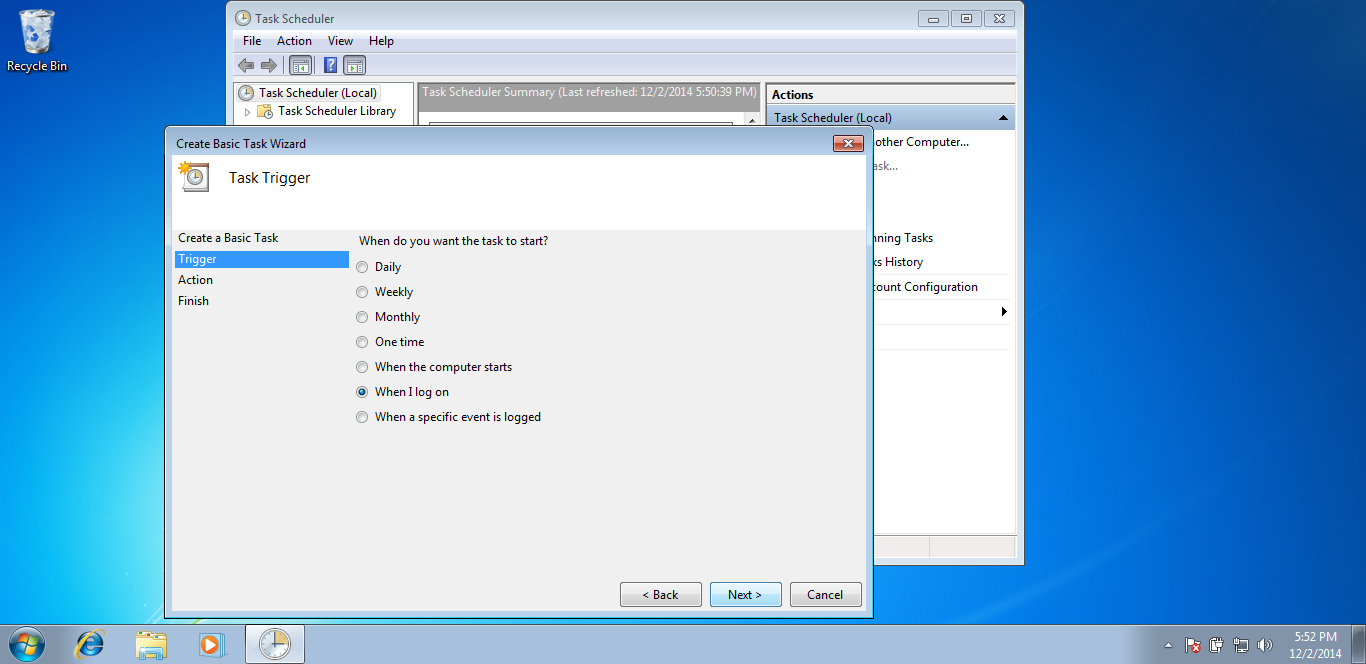 Recycle Bin
Task Scheduler
File Action View Help
Task Scheduler (Local)
Task Scheduler Library
Task Scheduler Summary (Last refreshed: 12/2/2014 5:50:39 PM)
Actions
Task Scheduler (Local)
other Computer...
ask...
nning Tasks
ks History
count Configuration
Create Basic Task Wizard
Task Trigger
Create a Basic Task
Trigger
Action
Finish
When do you want the task to start?
Daily
Weekly
Monthly
One time
When the computer starts
When I log on
When a specific event is logged
< Back Next > Cancel
5:52 PM
12/2/2014